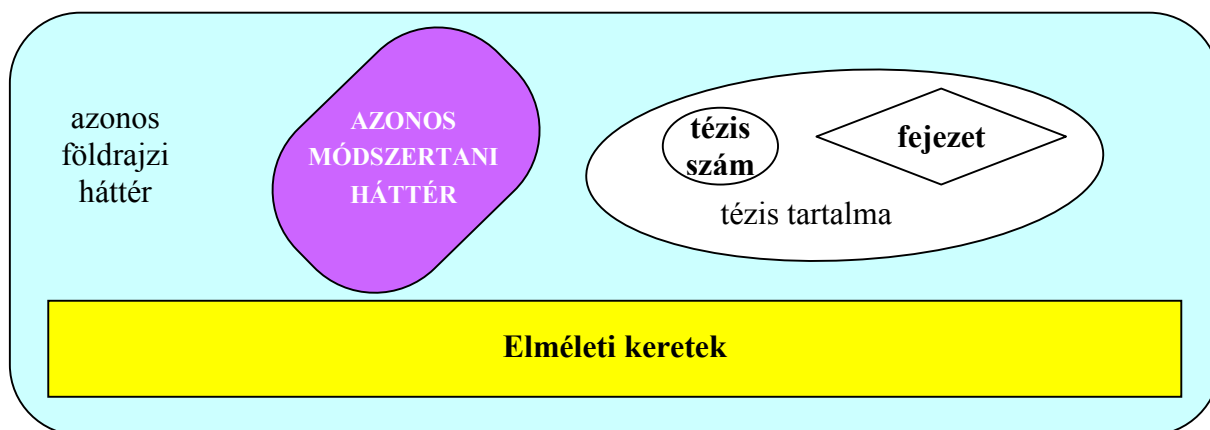 azonos
földrajzi
háttér
AZONOS
MÓDSZERTANI
HÁTTÉR
tézis
szám
fejezet
tézis tartalma
Elméleti keretek